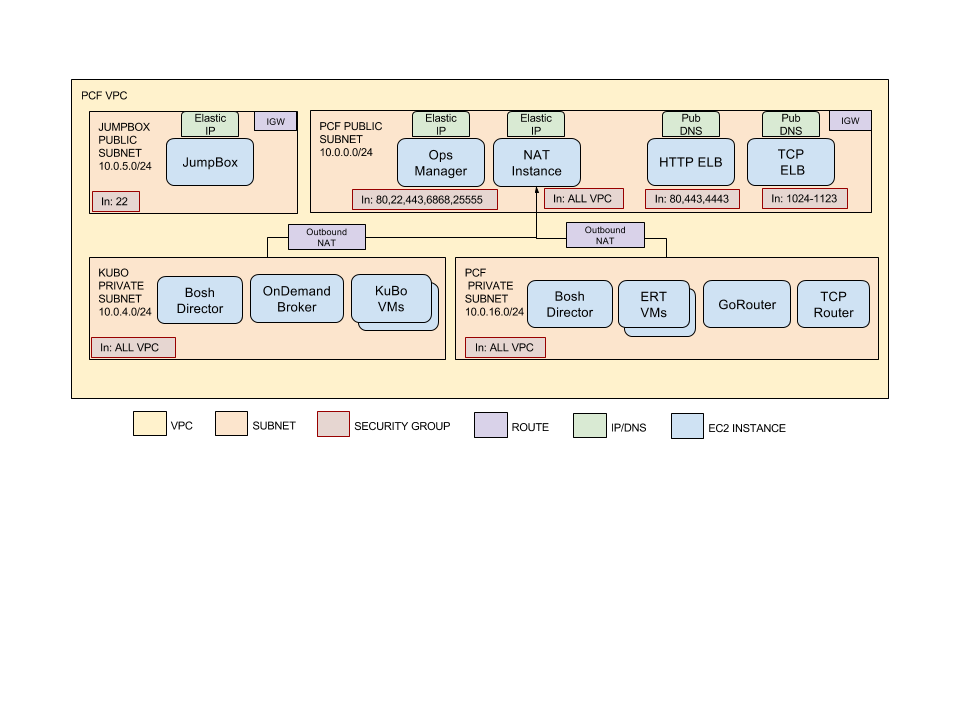 PCF VPC
JUMPBOX
PUBLIC
SUBNET
10.0.5.0/24
Elastic
IP
IGW
JumpBox
In: 22
PCF PUBLIC
SUBNET
10.0.0.0/24
Elastic
IP
Ops
Manager
In: 80,22,443,6868,25555
Elastic
IP
NAT
Instance
In: ALL VPC
Pub
DNS
HTTP ELB
In: 80,443,4443
Pub
DNS
TCP
ELB
In: 1024-1123
IGW
Outbound
NAT
Outbound
NAT
KUBO
PRIVATE
SUBNET
10.0.4.0/24
Bosh
Director
OnDemand
Broker
KuBo
VMs
In: ALL VPC
PCF
PRIVATE
SUBNET
10.0.16.0/24
Bosh
Director
ERT
VMs
GoRouter
TCP
Router
In: ALL VPC
VPC
SUBNET
SECURITY GROUP
ROUTE
IP/DNS
EC2 INSTANCE